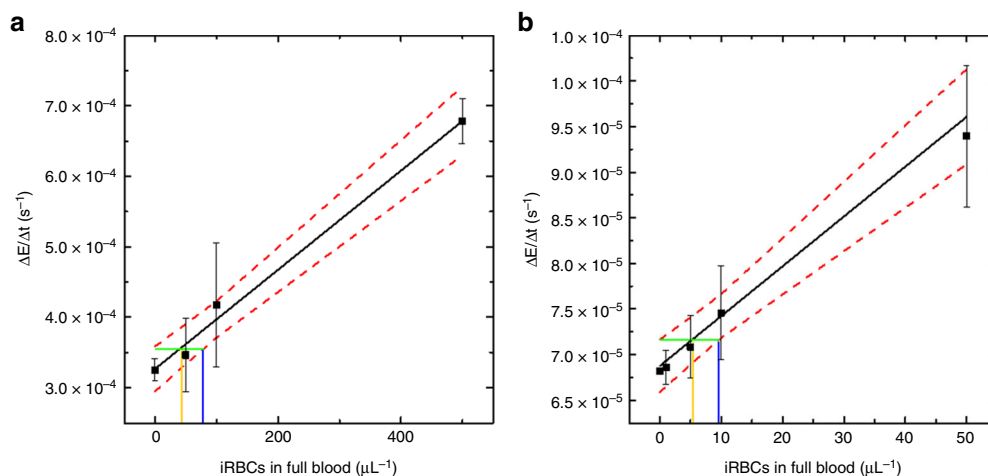 a
8.0 × 10⁻⁴
7.0 × 10⁻⁴
6.0 × 10⁻⁴
5.0 × 10⁻⁴
4.0 × 10⁻⁴
3.0 × 10⁻⁴
ΔE/Δt (s⁻¹)
0 200 400
iRBCs in full blood (μL⁻¹)
b
1.0 × 10⁻⁴
1.0 × 10⁻⁴
9.5 × 10⁻⁵
9.0 × 10⁻⁵
8.5 × 10⁻⁵
8.0 × 10⁻⁵
7.5 × 10⁻⁵
7.0 × 10⁻⁵
6.5 × 10⁻⁵
ΔE/Δt (s⁻¹)
0 10 20 30 40 50
iRBCs in full blood (μL⁻¹)